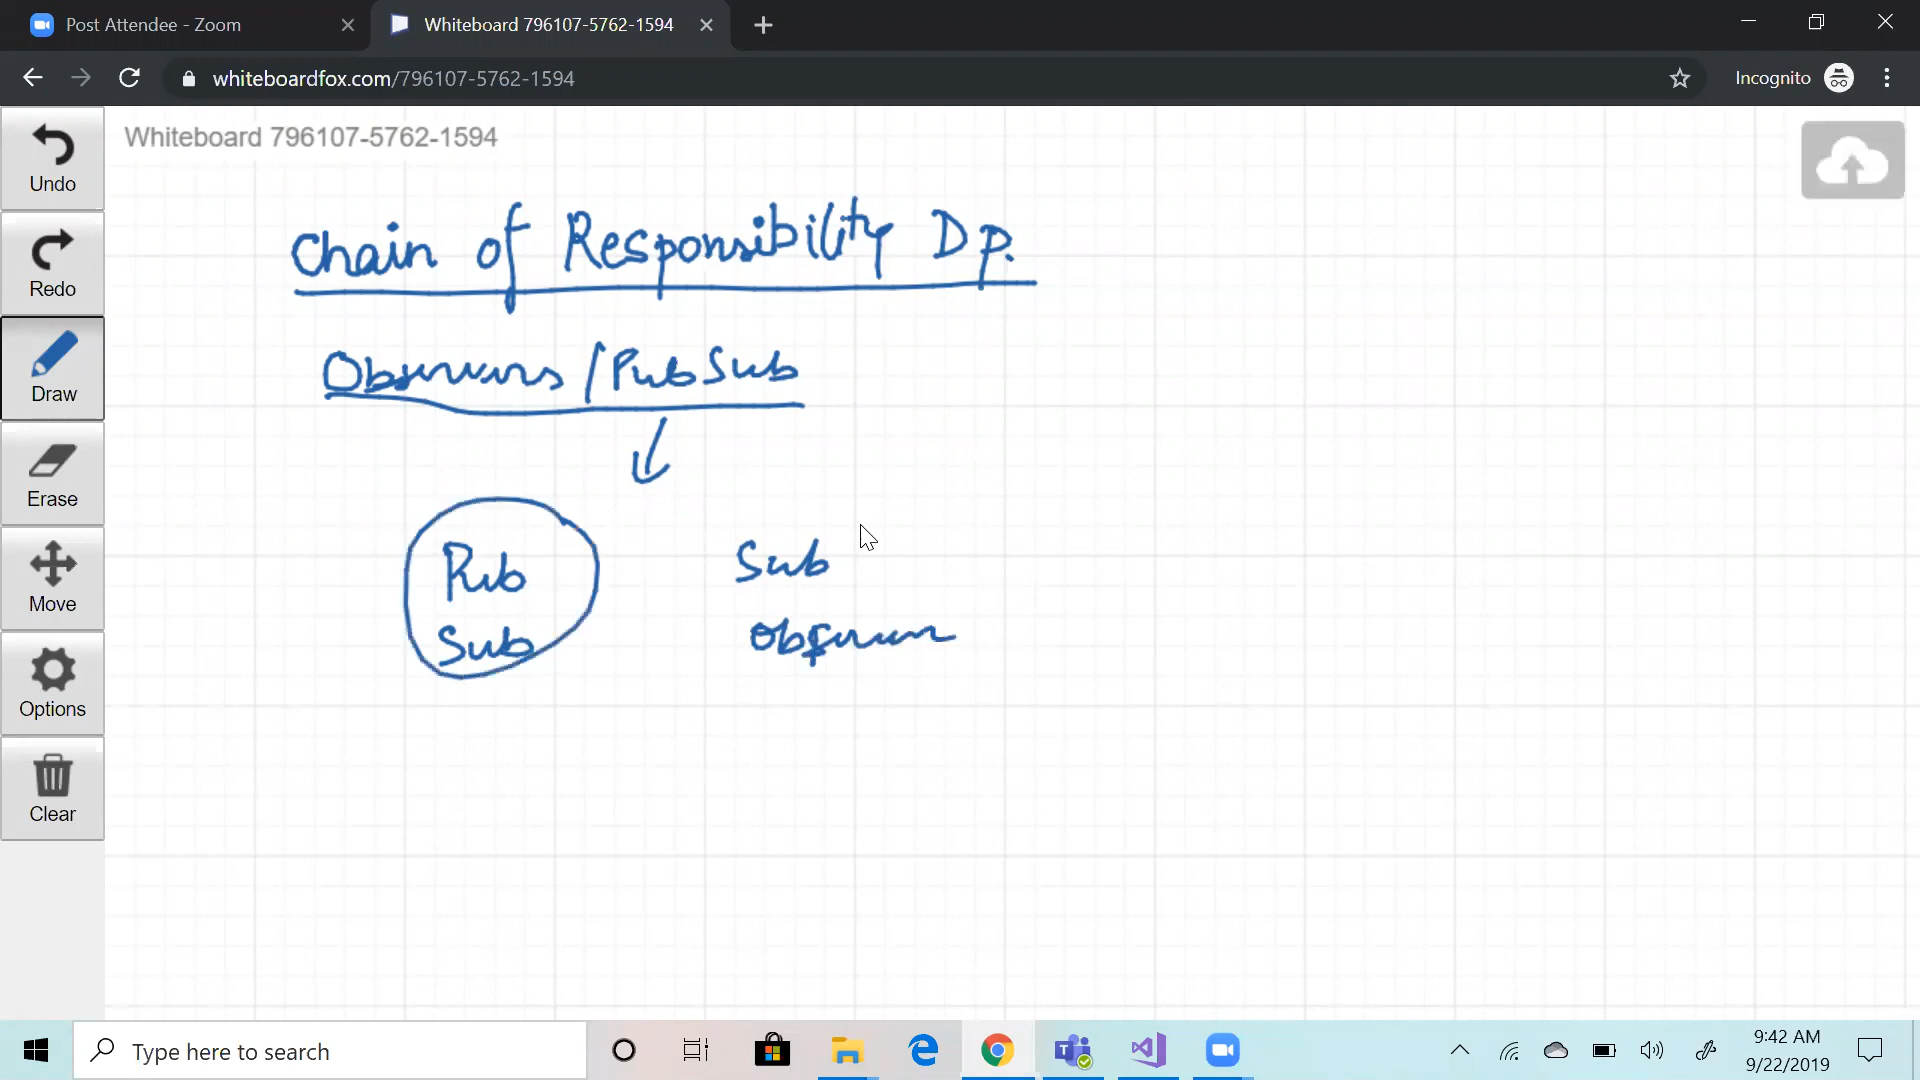 Post Attendee - Zoom
Whiteboard 796107-5762-1594
whiteboardfox.com/796107-5762-1594
Incognito
Undo
Redo
Draw
Erase
Move
Options
Clear
Whiteboard 796107-5762-1594
Chain of Responsibility Dp.
/PubSub
Pub
Sub
Sub
Type here to search
9:42 AM
9/22/2019